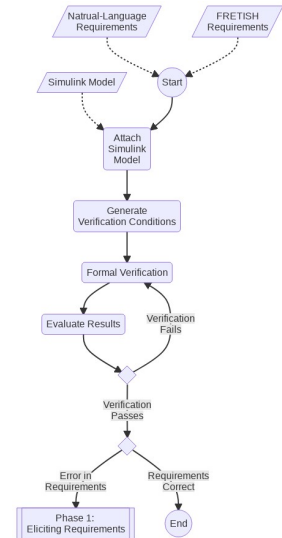 Natrual-Language
Requirements
FRETISH
Requirements
Simulink Model
Start
Attach
Simulink
Model
Generate
Verification Conditions
Formal Verification
Evaluate Results
Verification
Fails
Verification
Passes
Error in
Requirements
Requirements
Correct
Phase 1:
Eliciting Requirements
End